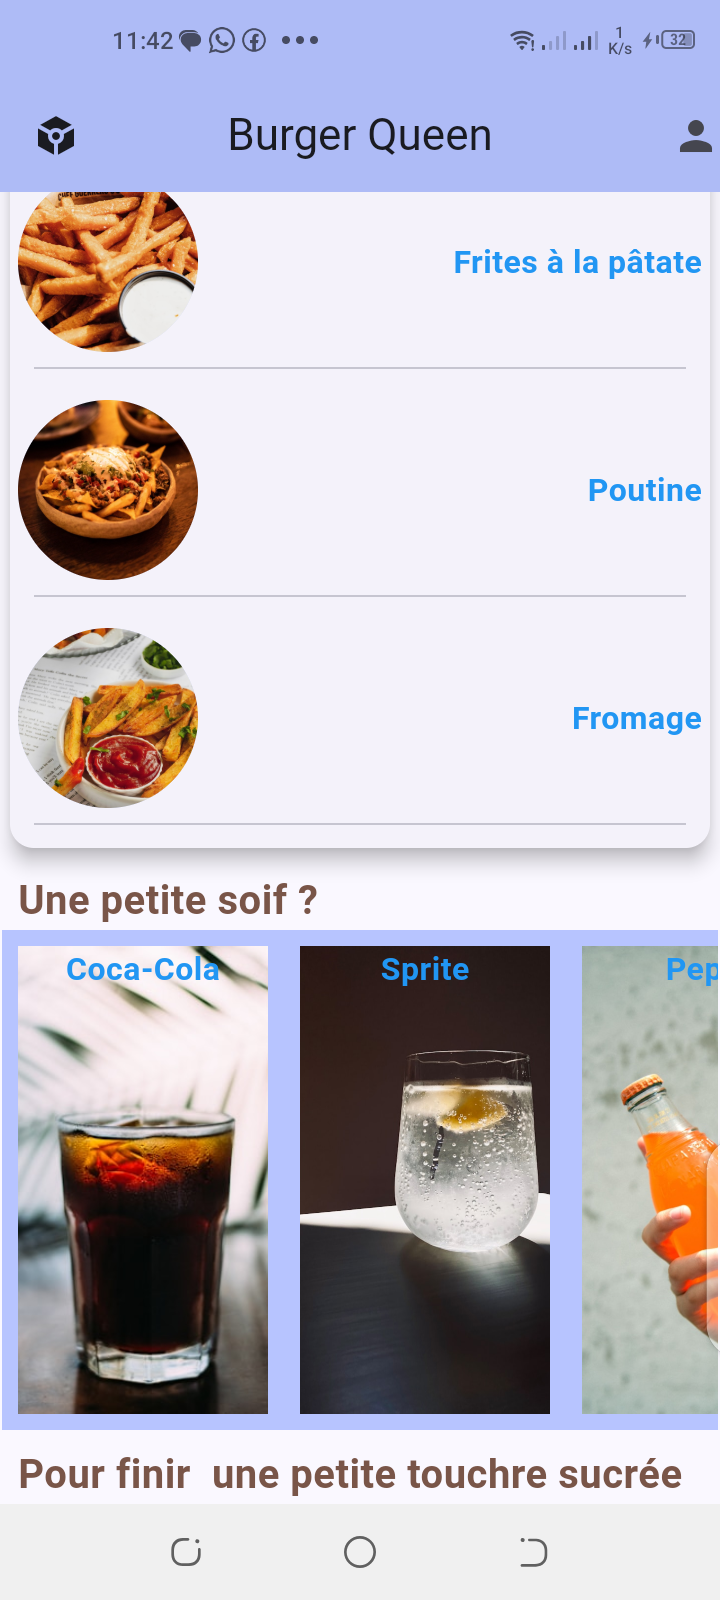 11:42
1
K/s
32
Burger Queen
Frites à la pâtate
Poutine
Fromage
Une petite soif ?
Coca-Cola
Sprite
Pep
Pour finir  une petite touchre sucrée